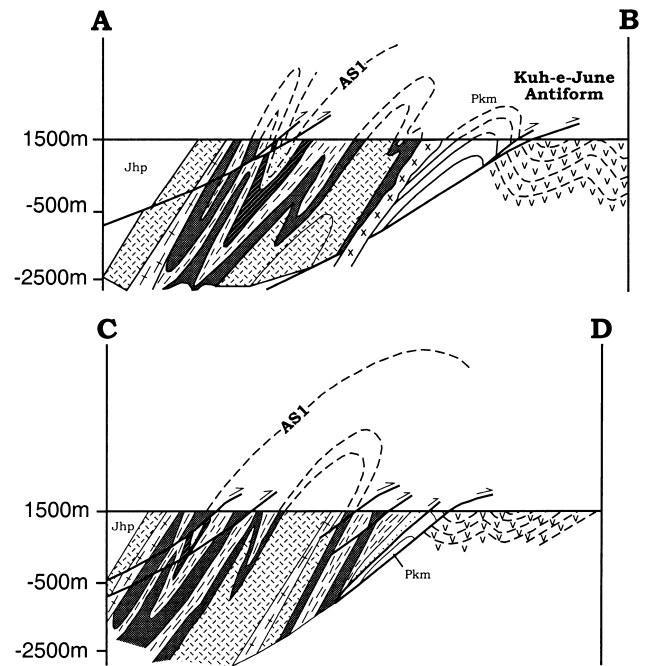 A
B
AS1
Pkm
Kuh-e-June
Antiform
1500m
Jhp
-500m
-2500m
C
D
AS1
1500m
Jhp
-500m
Pkm
-2500m